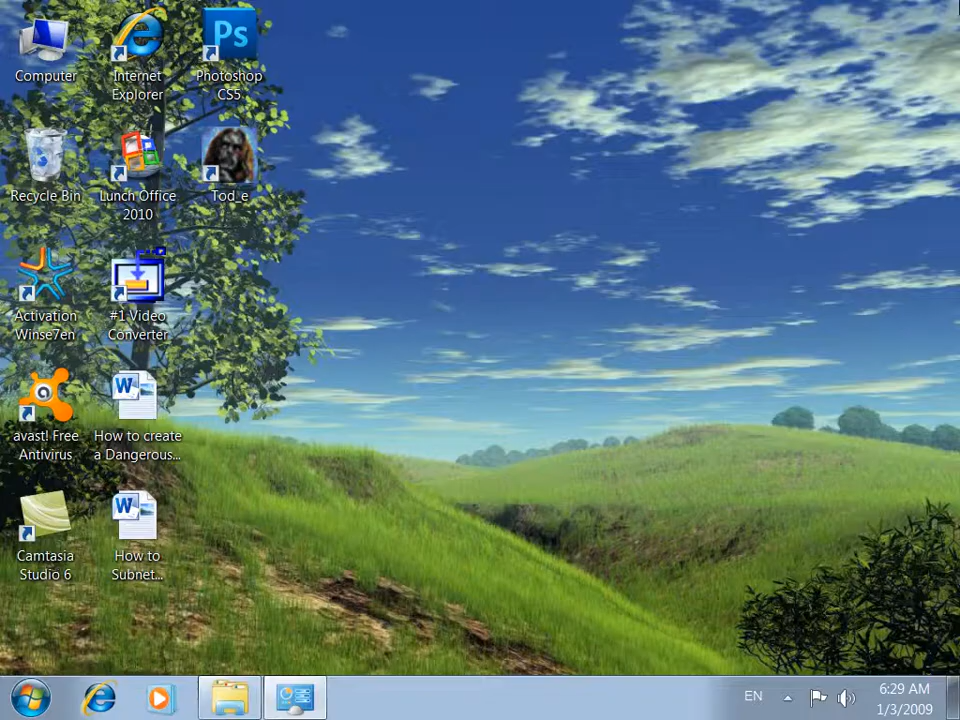 Computer
Internet
Explorer
Ps
Photoshop
CS5
Recycle Bin
Lunch Office
2010
Tod_e
Activation
Winse7en
#1 Video
Converter
avast! Free
Antivirus
W
How to create
a Dangerous...
Camtasia
Studio 6
W
How to
Subnet...
EN
6:29 AM
1/3/2009